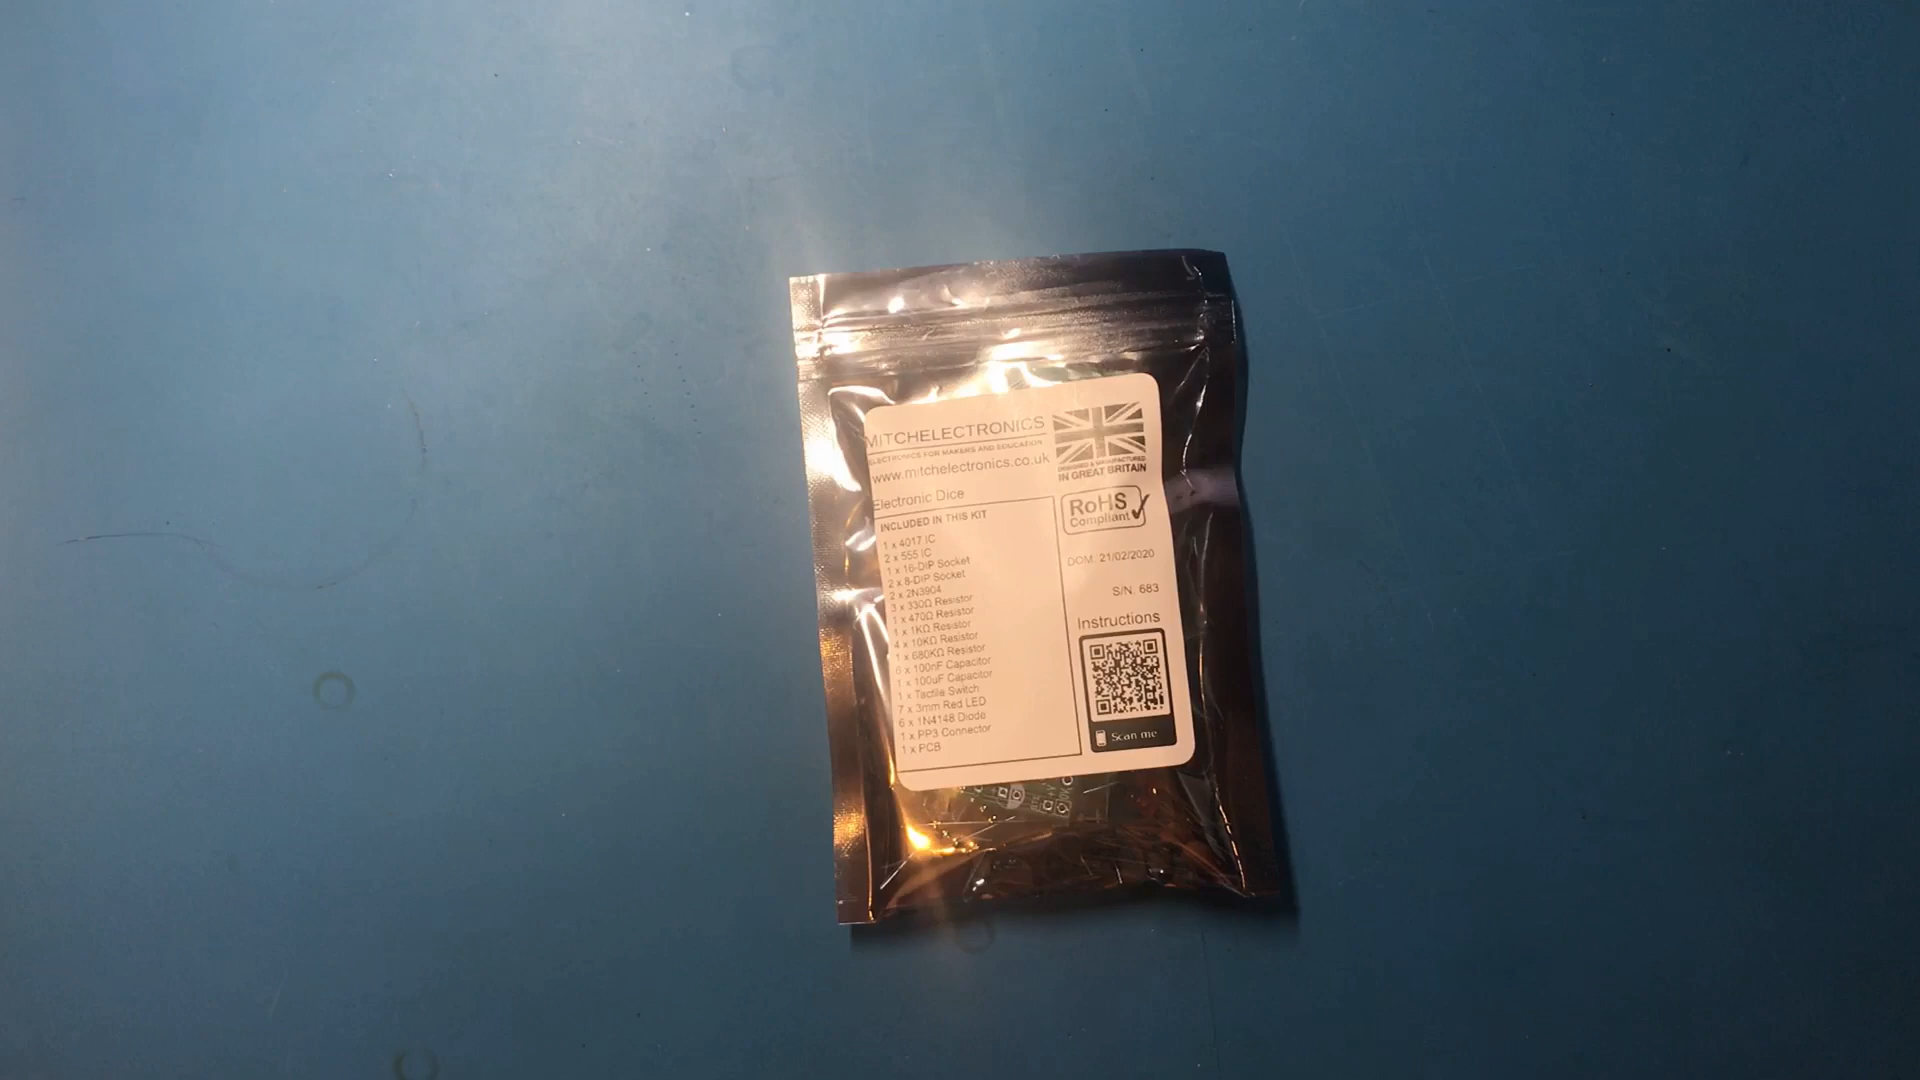 MITCHELECTRONICS
ELECTRONICS FOR MAKERS AND EDUCATION
www.mitchelectronics.co.uk
DESIGNED & MANUFACTURED
IN GREAT BRITAIN
Electronic Dice
INCLUDED IN THIS KIT
1 x 4017 IC
2 x 555 IC
1 x 16-DIP Socket
2 x 8-DIP Socket
2 x 2N3904
3 x 330Ω Resistor
1 x 470Ω Resistor
1 x 1KΩ Resistor
4 x 10KΩ Resistor
1 x 680KΩ Resistor
6 x 100nF Capacitor
1 x 100uF Capacitor
1 x Tactile Switch
7 x 3mm Red LED
6 x 1N4148 Diode
1 x PP3 Connector
1 x PCB
RoHS
Compliant
DOM: 21/02/2020
S/N: 683
Instructions
Scan me
+V